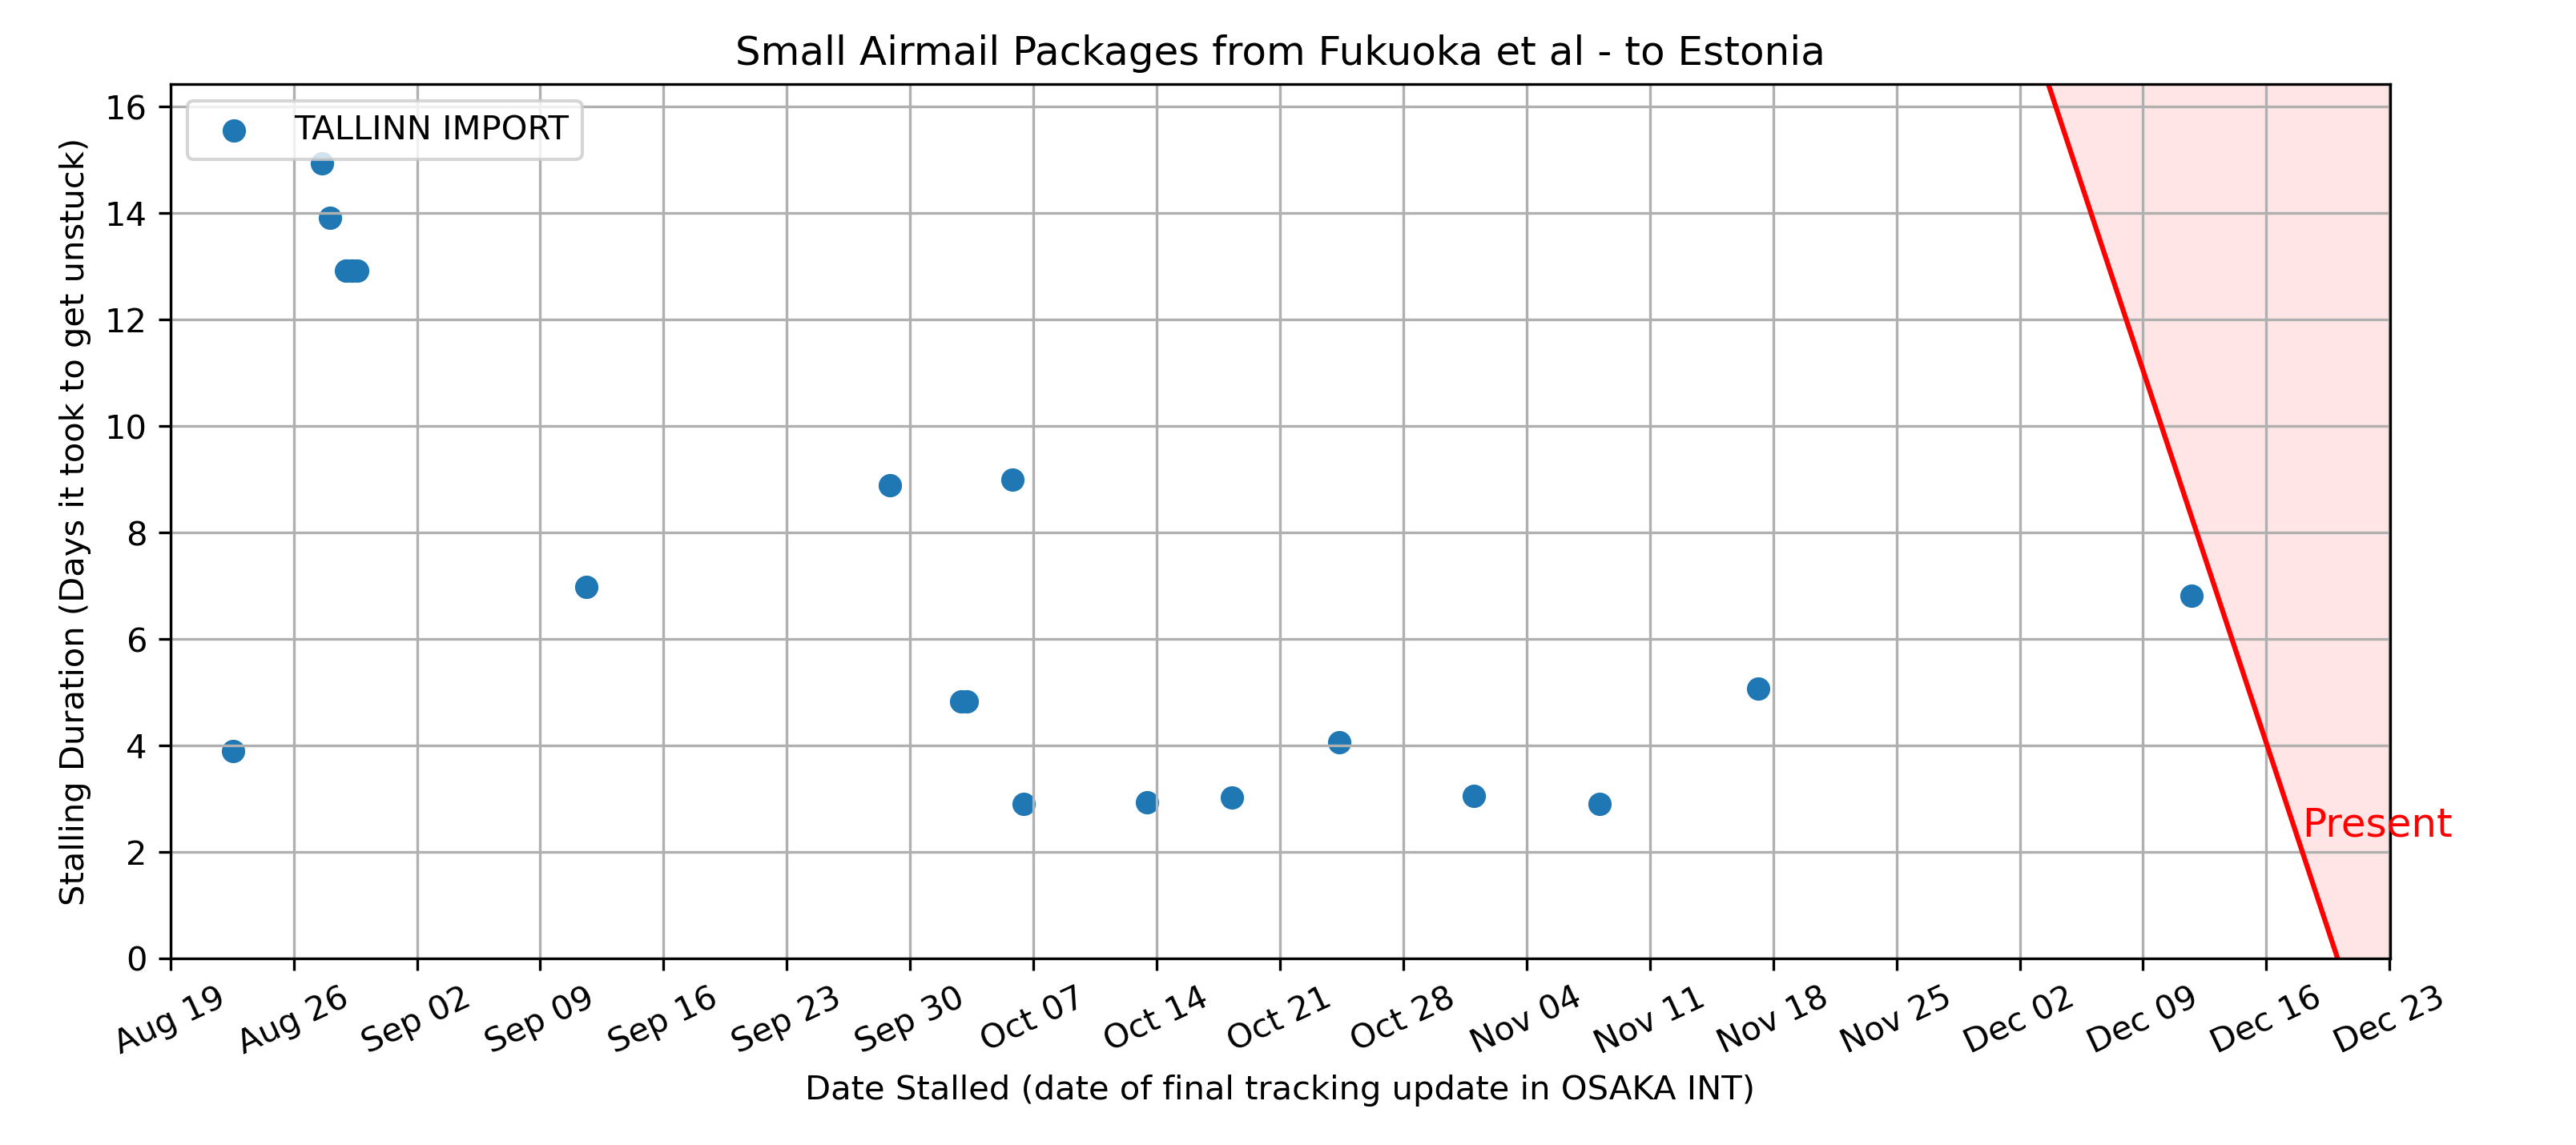 Small Airmail Packages from Fukuoka et al - to Estonia
TALLINN IMPORT
Stalling Duration (Days it took to get unstuck)
16
14
12
10
8
6
4
2
0
Present
Aug 19
Aug 26
Sep 02
Sep 09
Sep 16
Sep 23
Sep 30
Oct 07
Oct 14
Oct 21
Oct 28
Nov 04
Nov 11
Nov 18
Nov 25
Dec 02
Dec 09
Dec 16
Dec 23
Date Stalled (date of final tracking update in OSAKA INT)